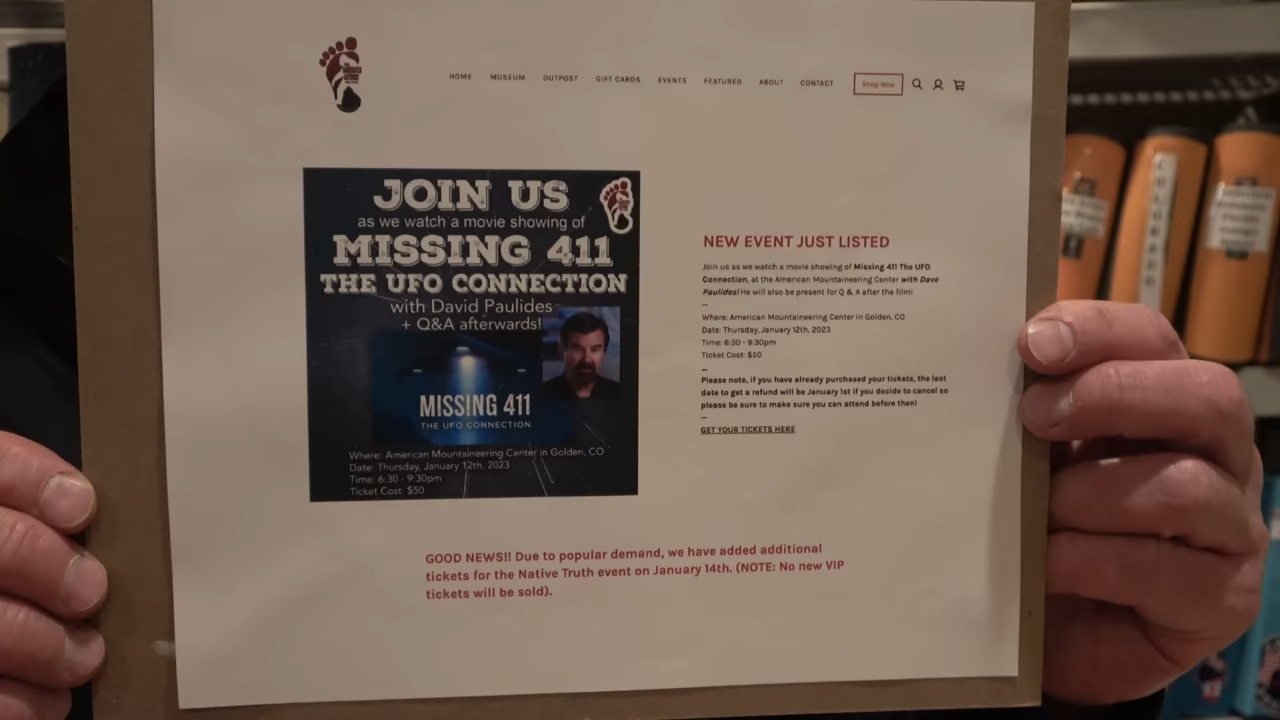 HOME MUSEUM OUTPOST GIFT CARDS EVENTS FEATURED ABOUT CONTACT Shop Now
JOIN US
as we watch a movie showing of
MISSING 411
THE UFO CONNECTION
with David Paulides
+ Q&A afterwards!
MISSING 411
THE UFO CONNECTION
Where: American Mountaineering Center in Golden, CO
Date: Thursday, January 12th, 2023
Time: 6:30 - 9:30pm
Ticket Cost: $50
NEW EVENT JUST LISTED
Join us as we watch a movie showing of Missing 411 The UFO
Connection, at the American Mountaineering Center with Dave
Paulides! He will also be present for Q & A after the film!
—
Where: American Mountaineering Center in Golden, CO
Date: Thursday, January 12th, 2023
Time: 6:30 - 9:30pm
Ticket Cost: $50
—
Please note, if you have already purchased your tickets, the last
date to get a refund will be January 1st if you decide to cancel so
please be sure to make sure you can attend before then!
—
GET YOUR TICKETS HERE
GOOD NEWS!! Due to popular demand, we have added additional
tickets for the Native Truth event on January 14th. (NOTE: No new VIP
tickets will be sold).
COLORADO